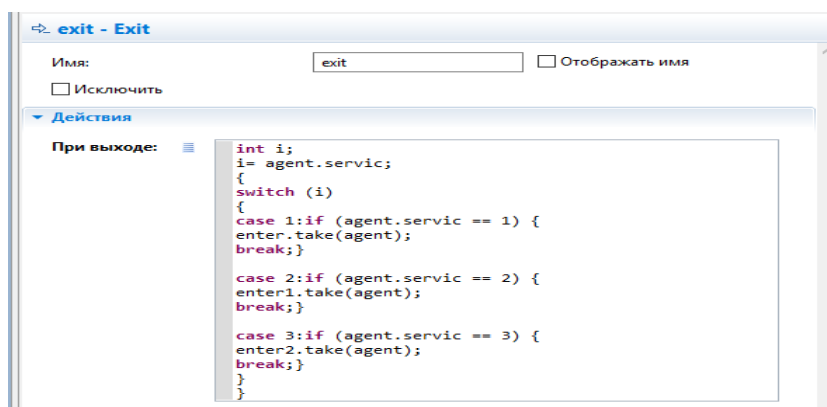 exit - Exit
Имя: exit Отображать имя
Исключить
Действия
При выходе: int i;
i= agent.servic;
{
switch (i)
{
case 1:if (agent.servic == 1) {
enter.take(agent);
break;}
case 2:if (agent.servic == 2) {
enter1.take(agent);
break;}
case 3:if (agent.servic == 3) {
enter2.take(agent);
break;}
}
}